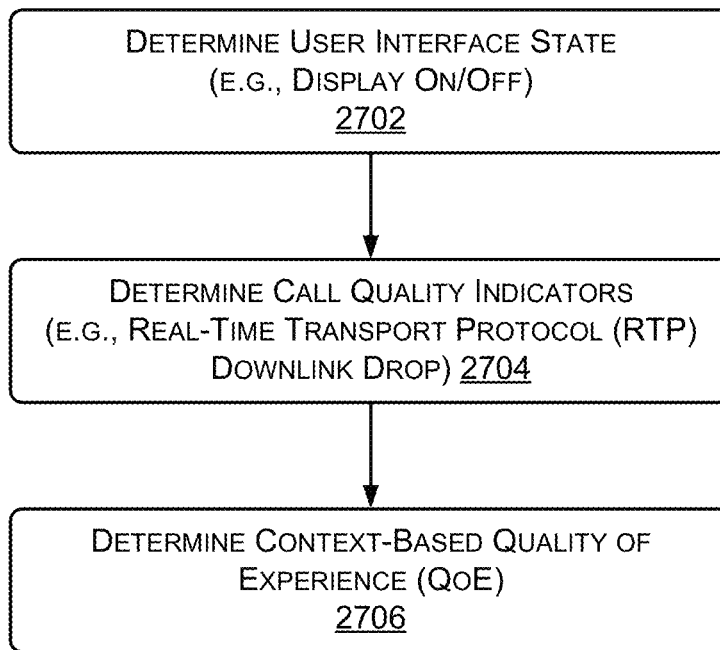 DETERMINE USER INTERFACE STATE
(E.G., DISPLAY ON/OFF)
2702
DETERMINE CALL QUALITY INDICATORS
(E.G., REAL-TIME TRANSPORT PROTOCOL (RTP)
DOWNLINK DROP) 2704
DETERMINE CONTEXT-BASED QUALITY OF
EXPERIENCE (QOE)
2706